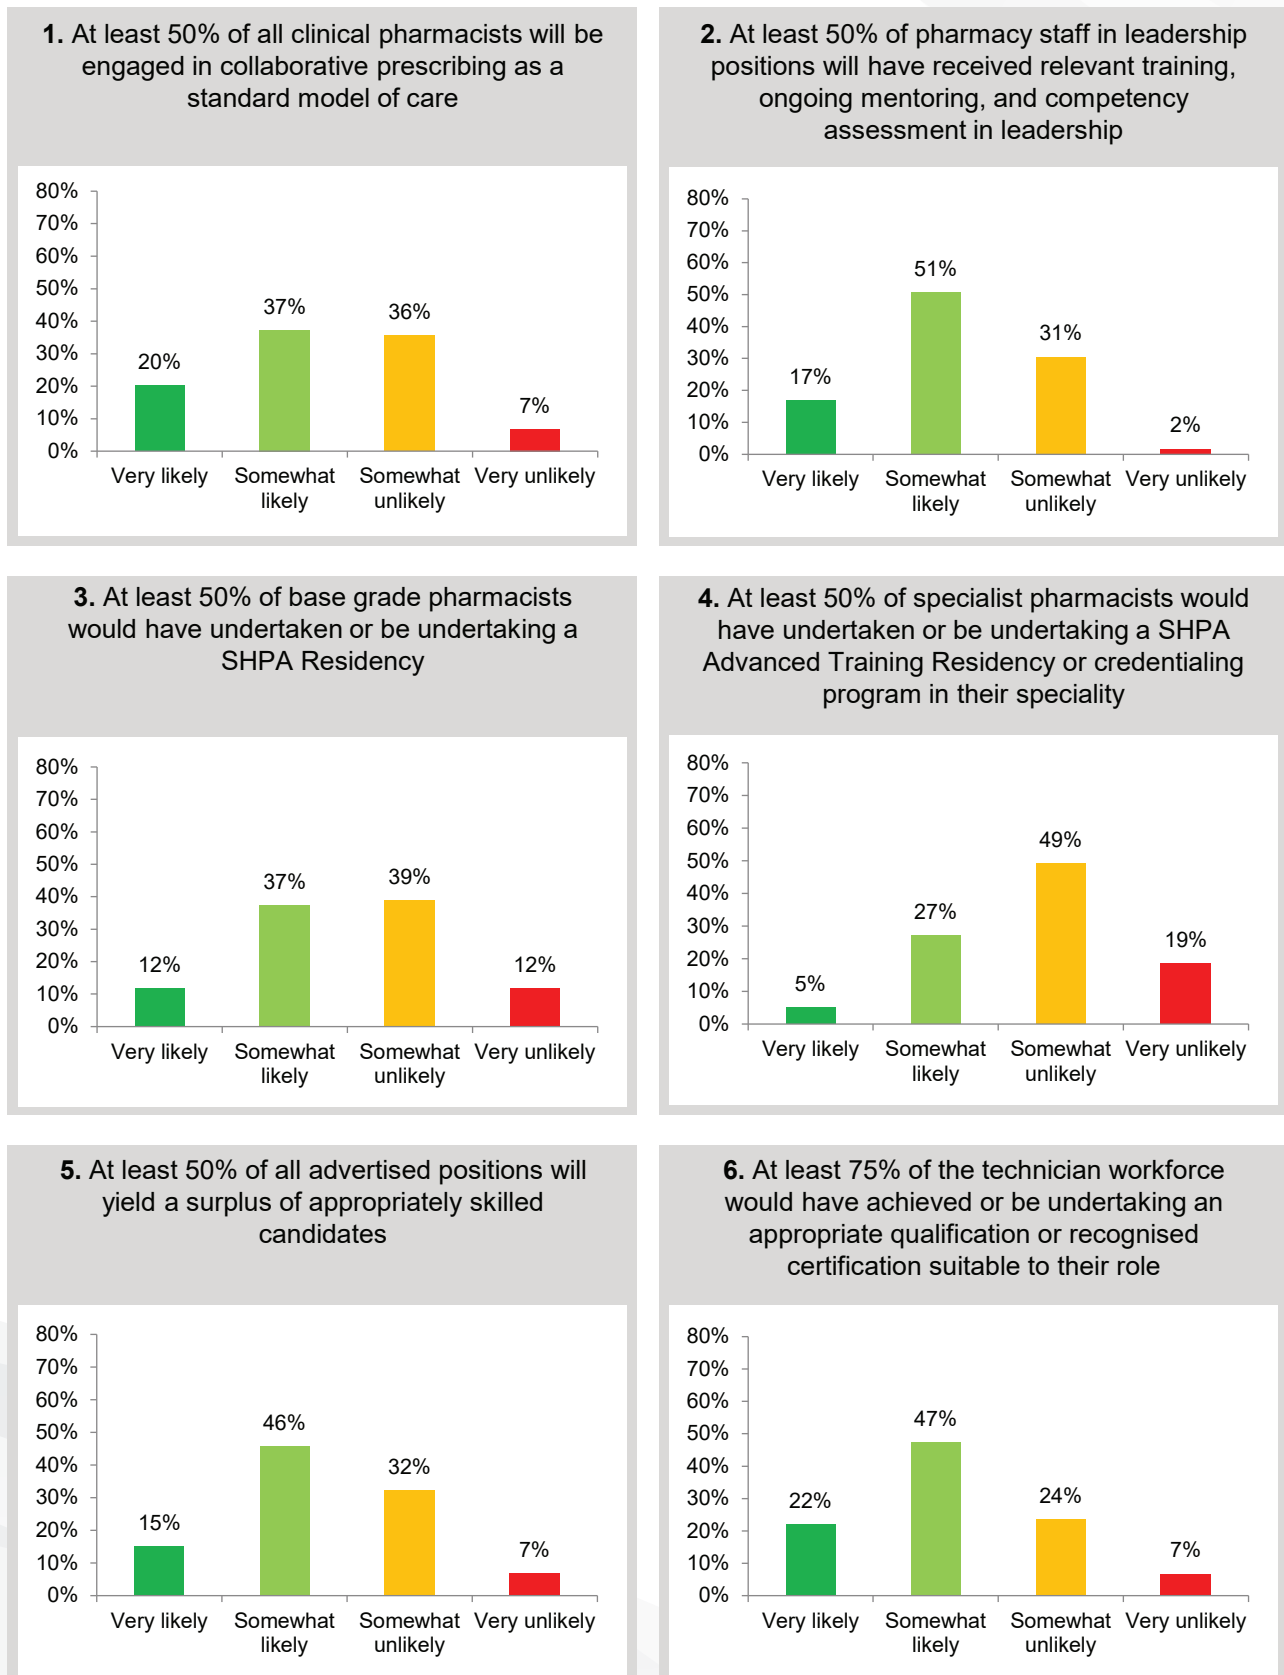 1. At least 50% of all clinical pharmacists will be
engaged in collaborative prescribing as a
standard model of care
80%
70%
60%
50%
40%
30%
20%
10%
0%
20%
37%
36%
7%
Very likely
Somewhat
likely
Somewhat
unlikely
Very unlikely
2. At least 50% of pharmacy staff in leadership
positions will have received relevant training,
ongoing mentoring, and competency
assessment in leadership
80%
70%
60%
50%
40%
30%
20%
10%
0%
17%
51%
31%
2%
Very likely
Somewhat
likely
Somewhat
unlikely
Very unlikely
3. At least 50% of base grade pharmacists
would have undertaken or be undertaking a
SHPA Residency
80%
70%
60%
50%
40%
30%
20%
10%
0%
12%
37%
39%
12%
Very likely
Somewhat
likely
Somewhat
unlikely
Very unlikely
4. At least 50% of specialist pharmacists would
have undertaken or be undertaking a SHPA
Advanced Training Residency or credentialing
program in their speciality
80%
70%
60%
50%
40%
30%
20%
10%
0%
5%
27%
49%
19%
Very likely
Somewhat
likely
Somewhat
unlikely
Very unlikely
5. At least 50% of all advertised positions will
yield a surplus of appropriately skilled
candidates
80%
70%
60%
50%
40%
30%
20%
10%
0%
15%
46%
32%
7%
Very likely
Somewhat
likely
Somewhat
unlikely
Very unlikely
6. At least 75% of the technician workforce
would have achieved or be undertaking an
appropriate qualification or recognised
certification suitable to their role
80%
70%
60%
50%
40%
30%
20%
10%
0%
22%
47%
24%
7%
Very likely
Somewhat
likely
Somewhat
unlikely
Very unlikely